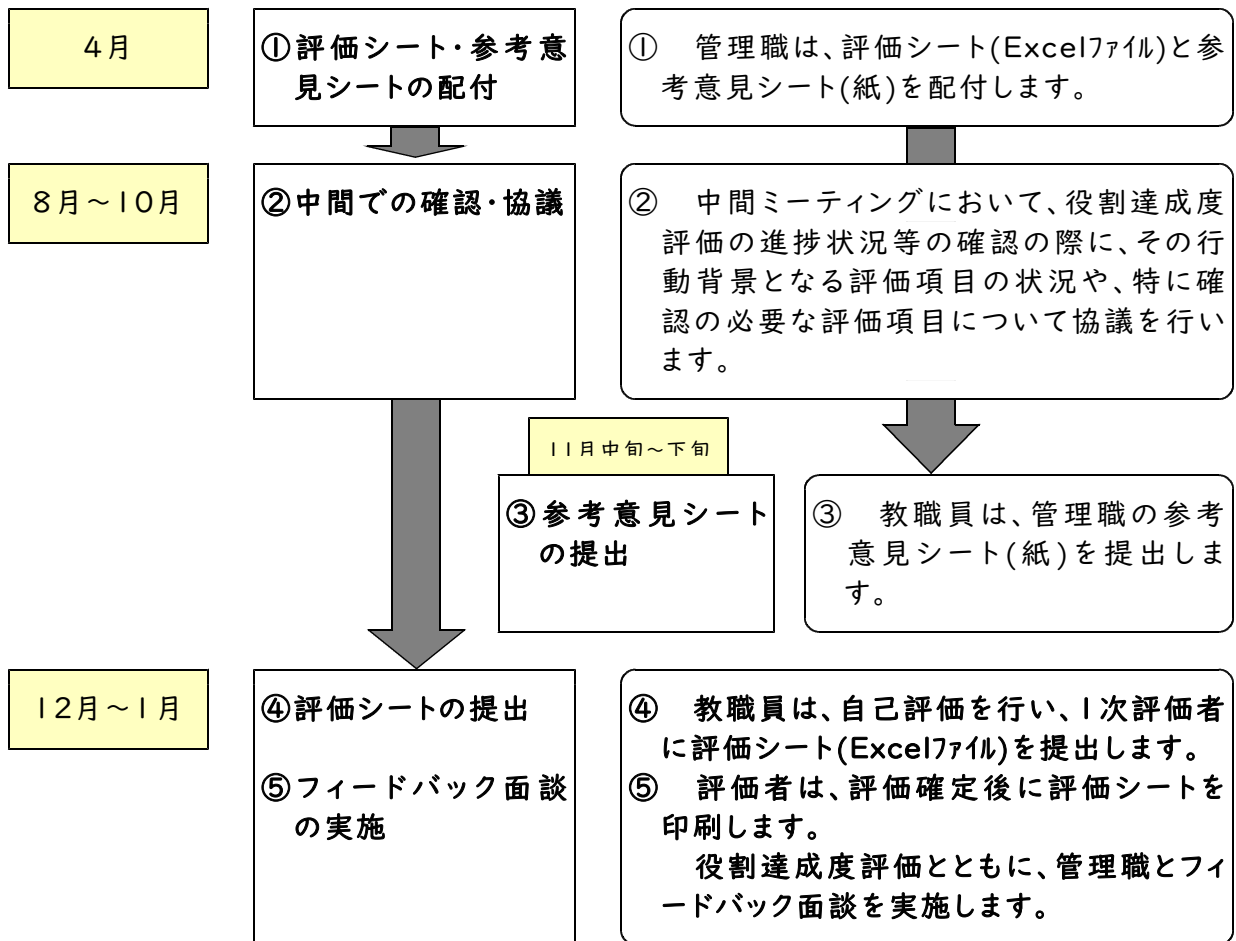 4月
①評価シート・参考意
見シートの配付
① 管理職は、評価シート(Excelファイル)と参
考意見シート(紙)を配付します。
8月～10月
②中間での確認・協議
② 中間ミーティングにおいて、役割達成度
評価の進捗状況等の確認の際に、その行
動背景となる評価項目の状況や、特に確
認の必要な評価項目について協議を行い
ます。
11月中旬～下旬
③参考意見シート
の提出
③ 教職員は、管理職の参考
意見シート(紙)を提出しま
す。
12月～1月
④評価シートの提出
⑤フィードバック面談
の実施
④ 教職員は、自己評価を行い、1次評価者
に評価シート(Excelファイル)を提出します。
⑤ 評価者は、評価確定後に評価シートを
印刷します。
役割達成度評価とともに、管理職とフィ
ードバック面談を実施します。